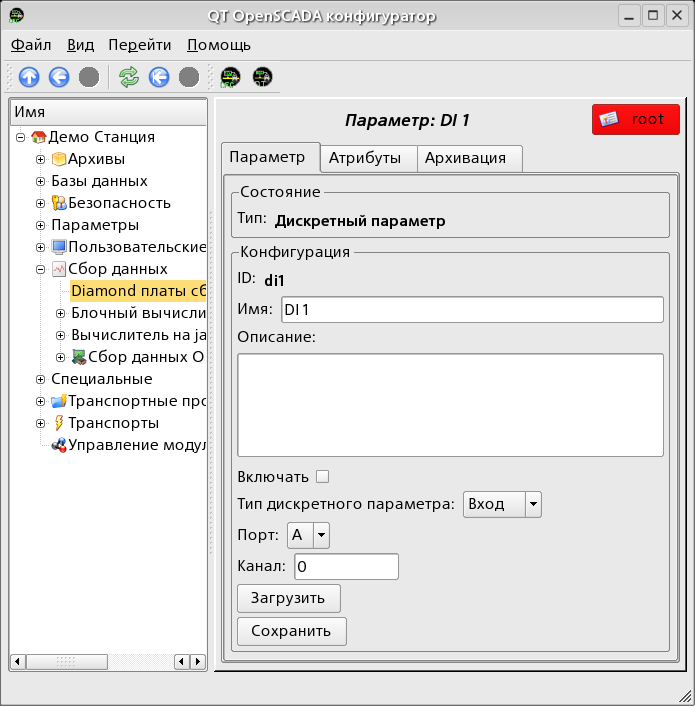 QT OpenSCADA конфигуратор
Файл Вид Перейти Помощь
Имя
Демо Станция
Архивы
Базы данных
Безопасность
Параметры
Пользовательские
Сбор данных
Diamond платы сб
Блочный вычисли
Вычислитель на ja
Сбор данных О
Специальные
Транспортные про
Транспорты
Управление модул
Параметр: DI 1
root
Параметр Атрибуты Архивация
Состояние
Тип: Дискретный параметр
Конфигурация
ID: di1
Имя: DI 1
Описание:
Включать
Тип дискретного параметра: Вход
Порт: A
Канал: 0
Загрузить
Сохранить